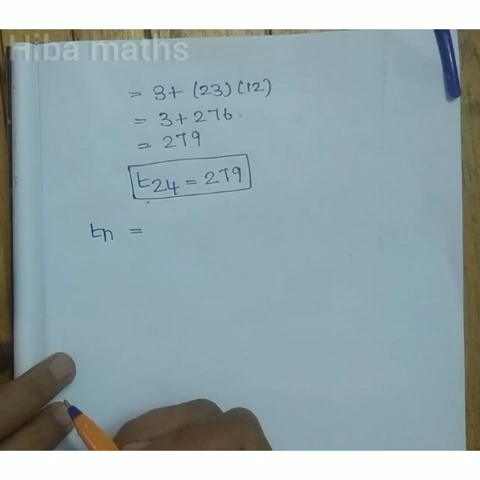 Hiba maths
= 3+ (23) (12)
= 3 + 276.
= 279
t24 = 279
tn =